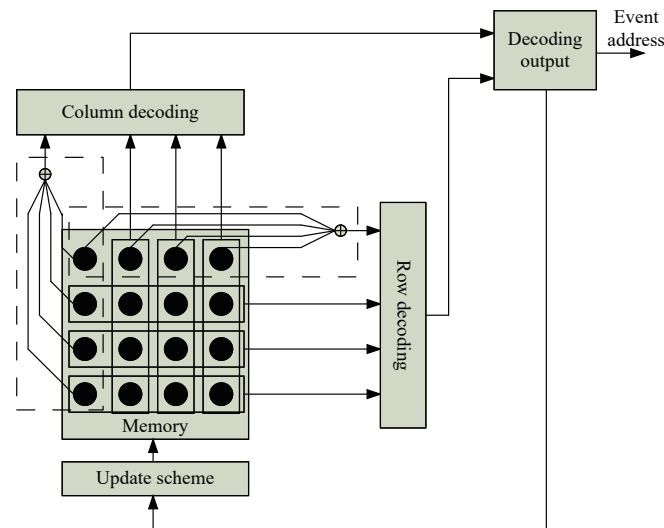 Event
address
Decoding
output
Column decoding
Row decoding
Memory
Update scheme